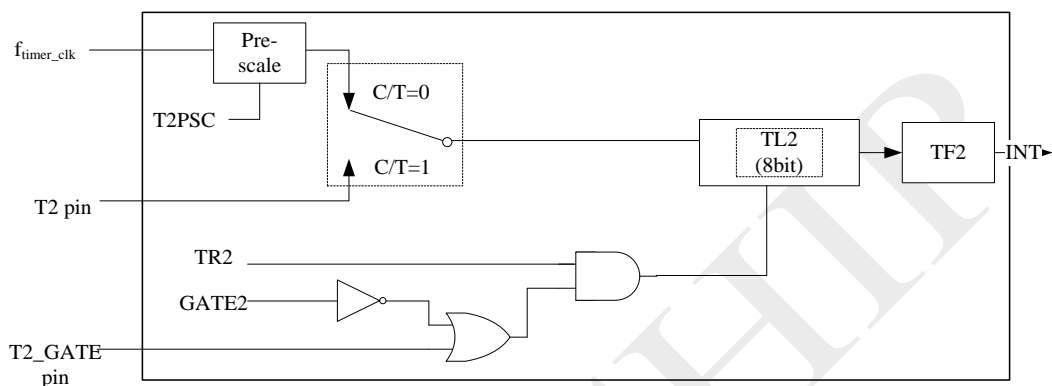 f_timer_clk
Pre-
scale
T2PSC
C/T=0
C/T=1
T2 pin
TL2
(8bit)
TF2
INT
TR2
GATE2
T2_GATE
pin